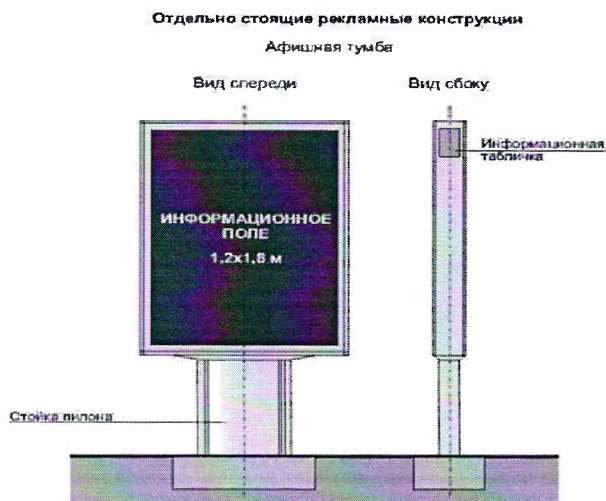 Отдельно стоящие рекламные конструкции
Афишная тумба
Вид спереди
Вид сбоку
Информационная
табличка
ИНФОРМАЦИОННОЕ
ПОЛЕ
1,2х1,8 м
Стойка пилона